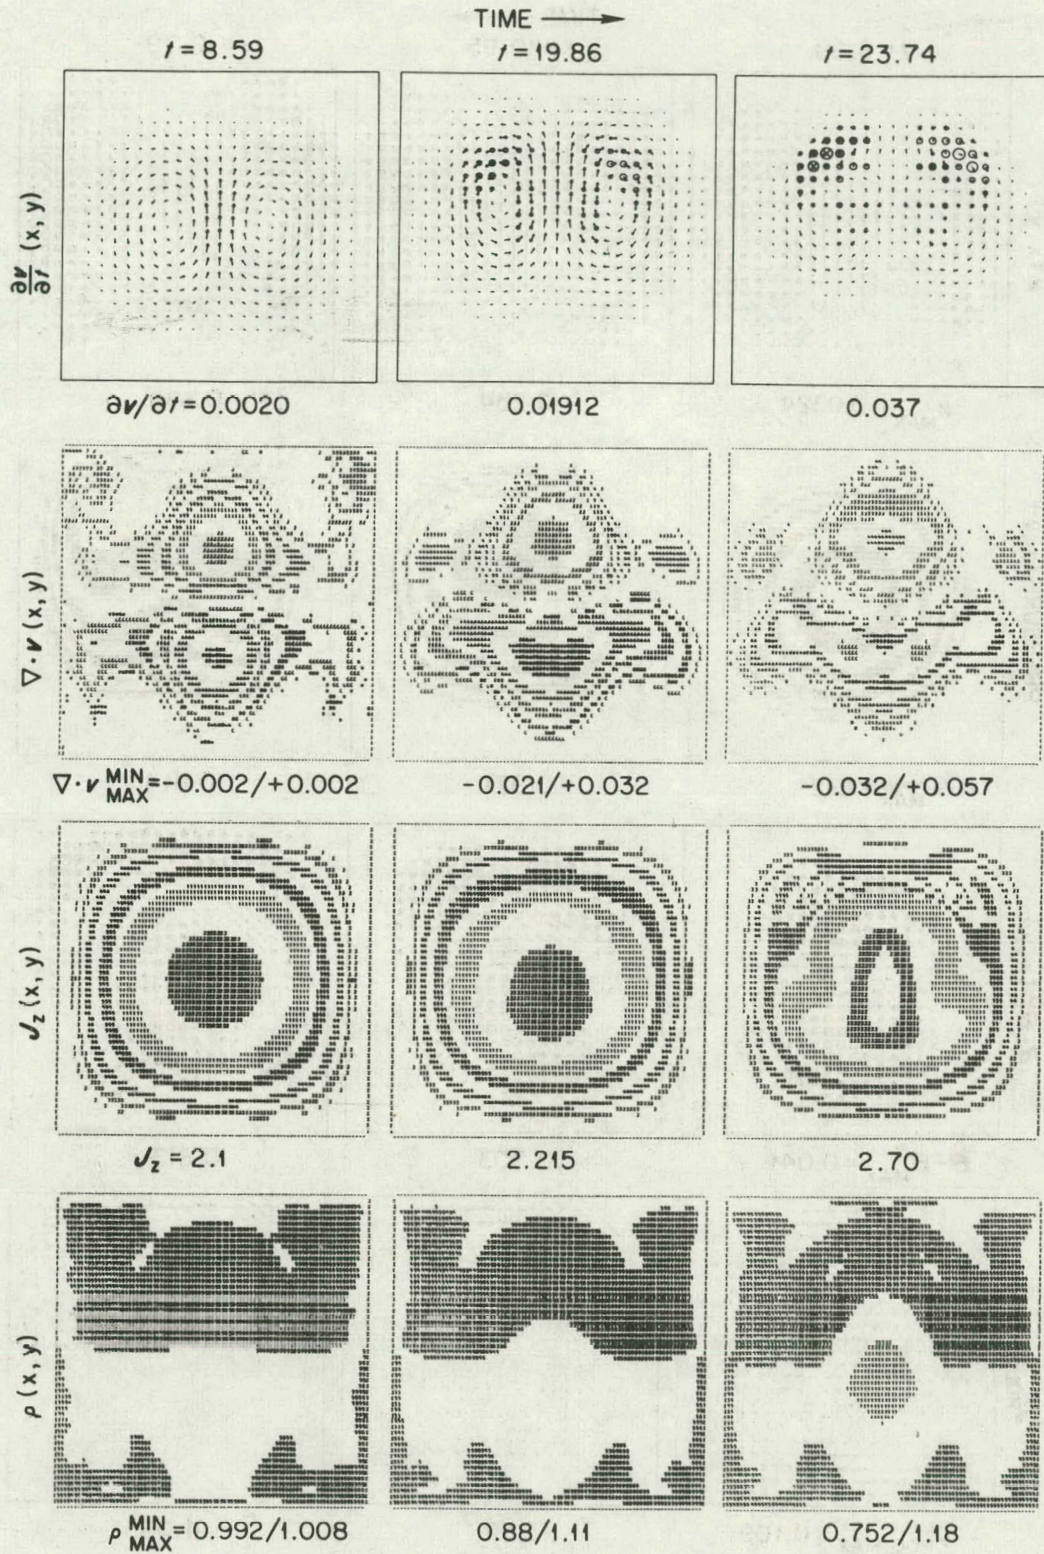 TIME →
t = 8.59 t = 19.86 t = 23.74
∂v/∂t (x, y)
∂v/∂t = 0.0020 0.01912 0.037
∇·v (x, y)
∇·v MIN/MAX = -0.002/+0.002 -0.021/+0.032 -0.032/+0.057
Jz (x, y)
Jz = 2.1 2.215 2.70
ρ (x, y)
ρ MIN/MAX = 0.992/1.008 0.88/1.11 0.752/1.18